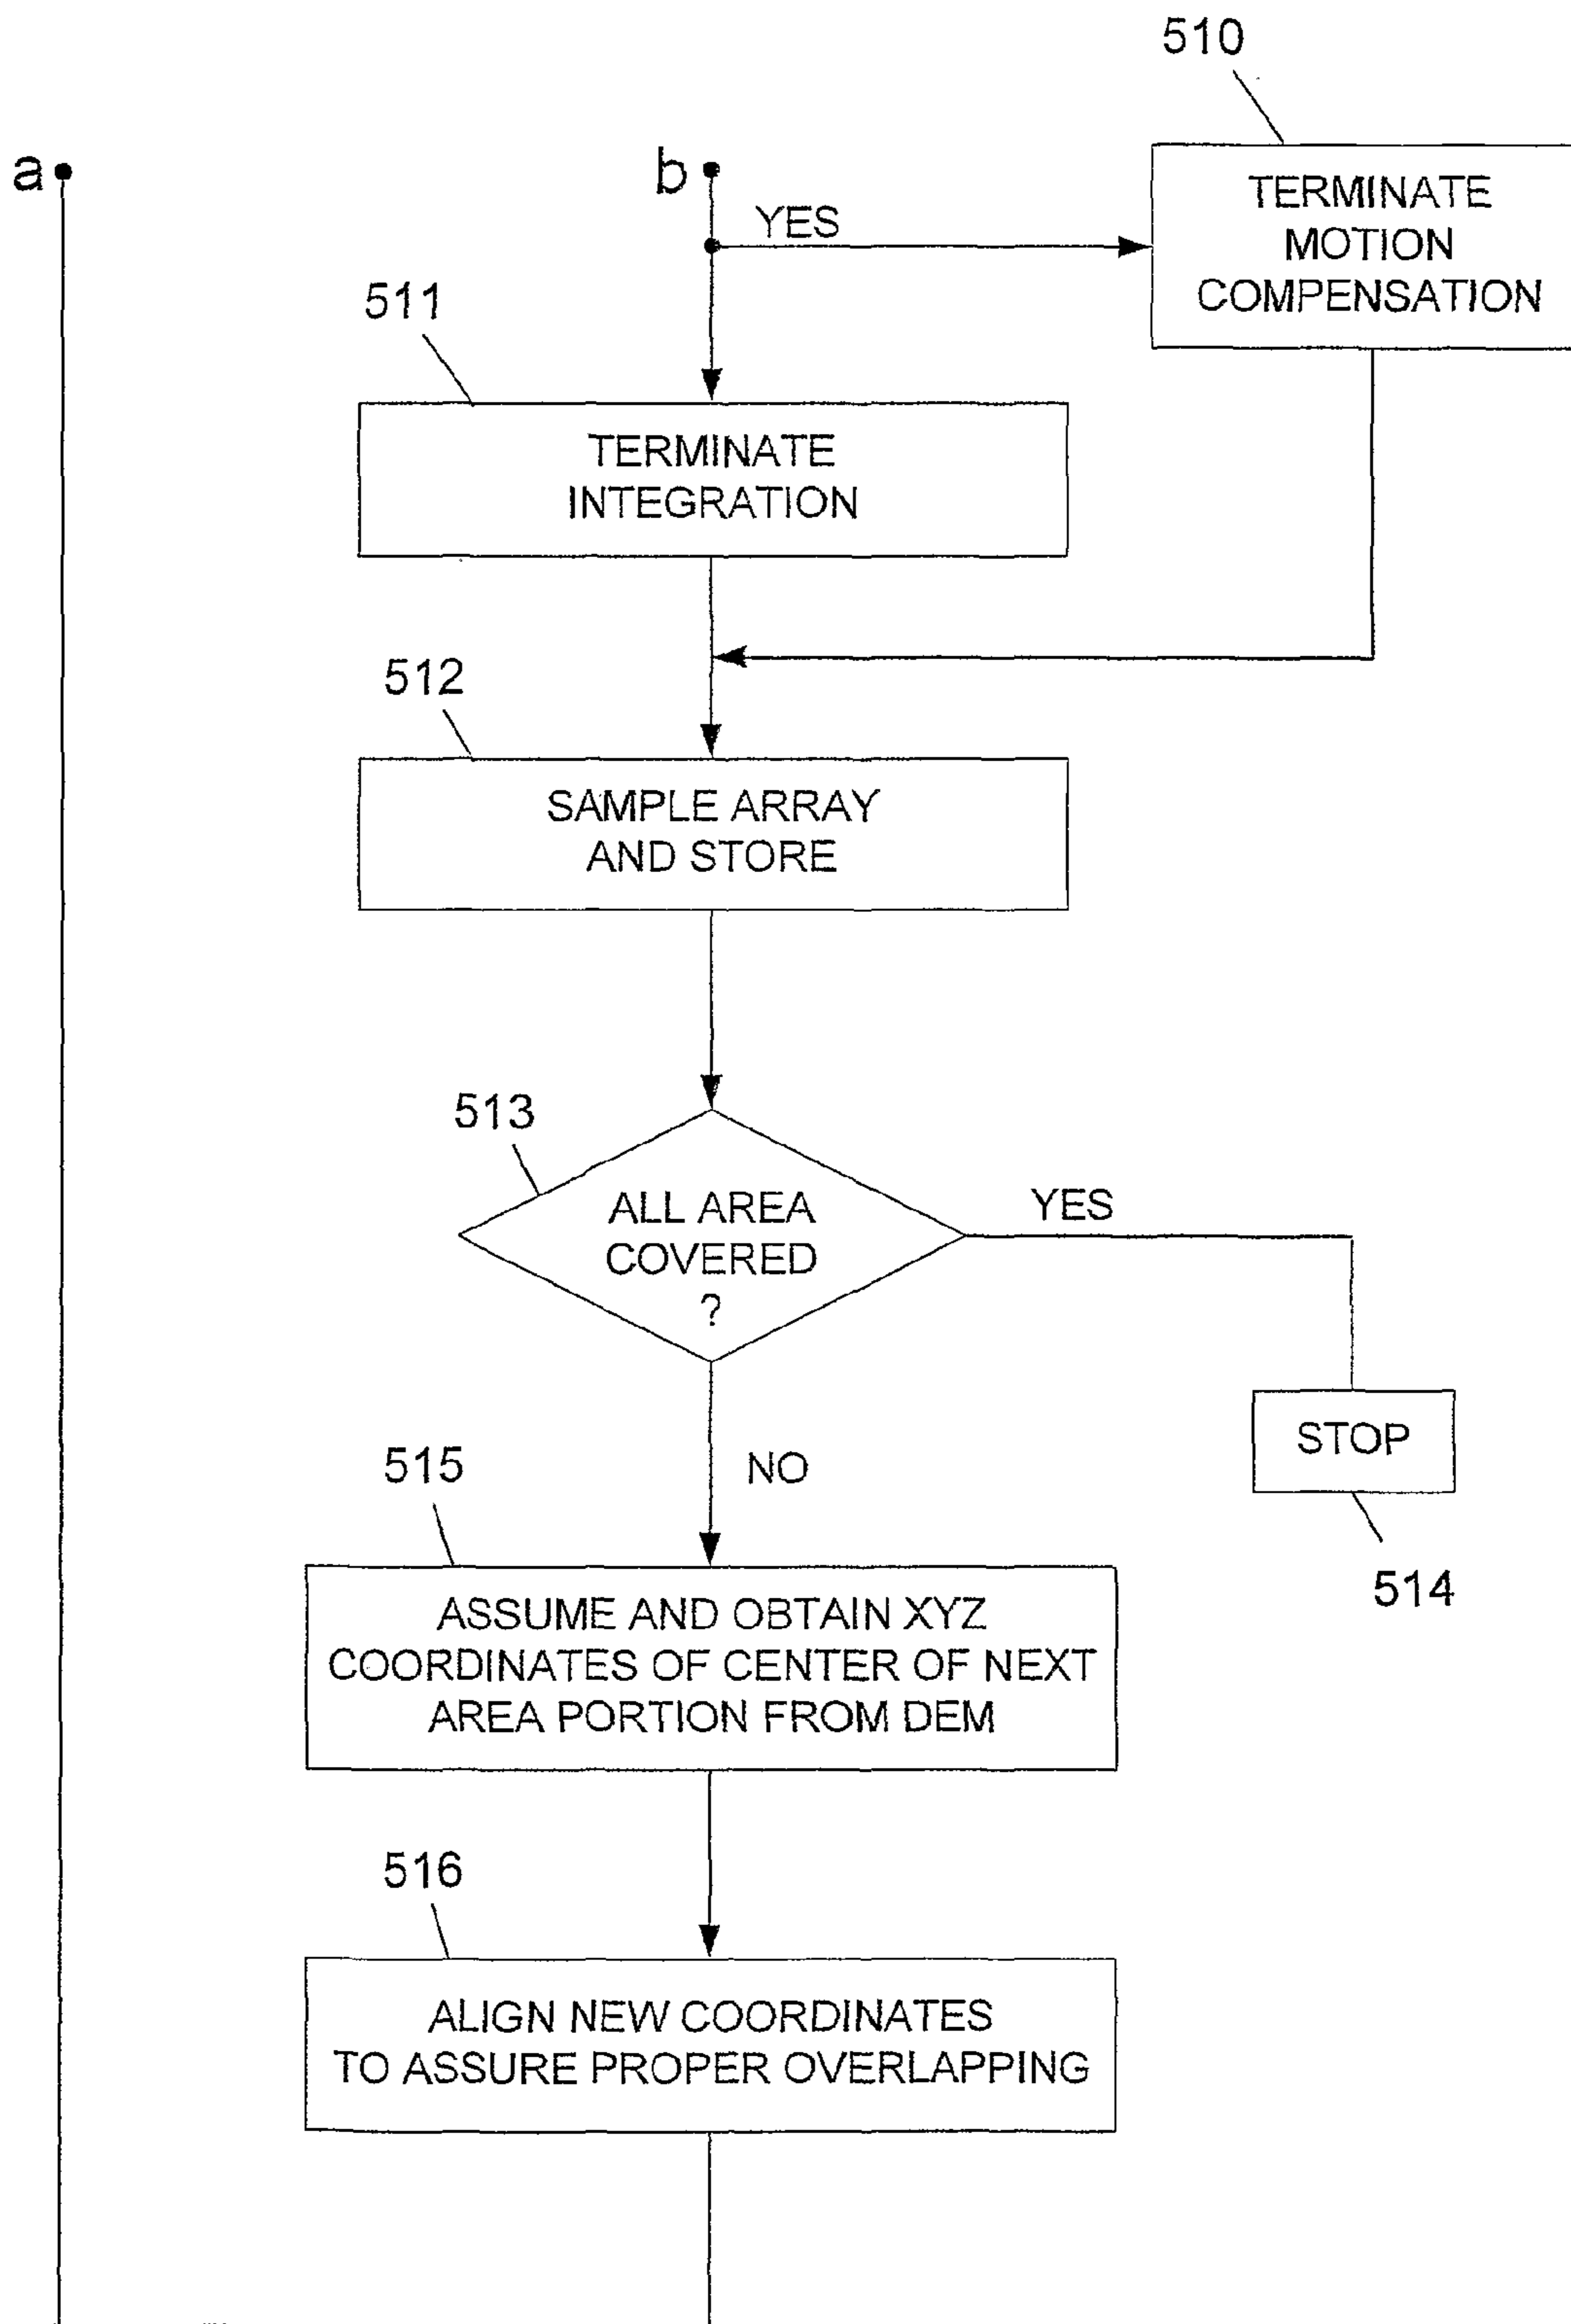 510
a
b
YES
TERMINATE
MOTION
COMPENSATION
511
TERMINATE
INTEGRATION
512
SAMPLE ARRAY
AND STORE
513
ALL AREA
COVERED
?
YES
STOP
514
NO
515
ASSUME AND OBTAIN XYZ
COORDINATES OF CENTER OF NEXT
AREA PORTION FROM DEM
516
ALIGN NEW COORDINATES
TO ASSURE PROPER OVERLAPPING